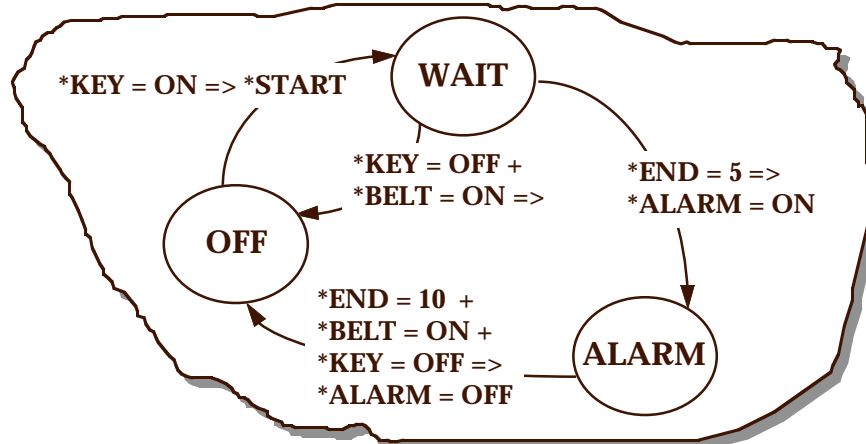 WAIT
*KEY = ON => *START
*KEY = OFF +
*BELT = ON =>
*END = 5 =>
*ALARM = ON
OFF
*END = 10 +
*BELT = ON +
*KEY = OFF =>
*ALARM = OFF
ALARM